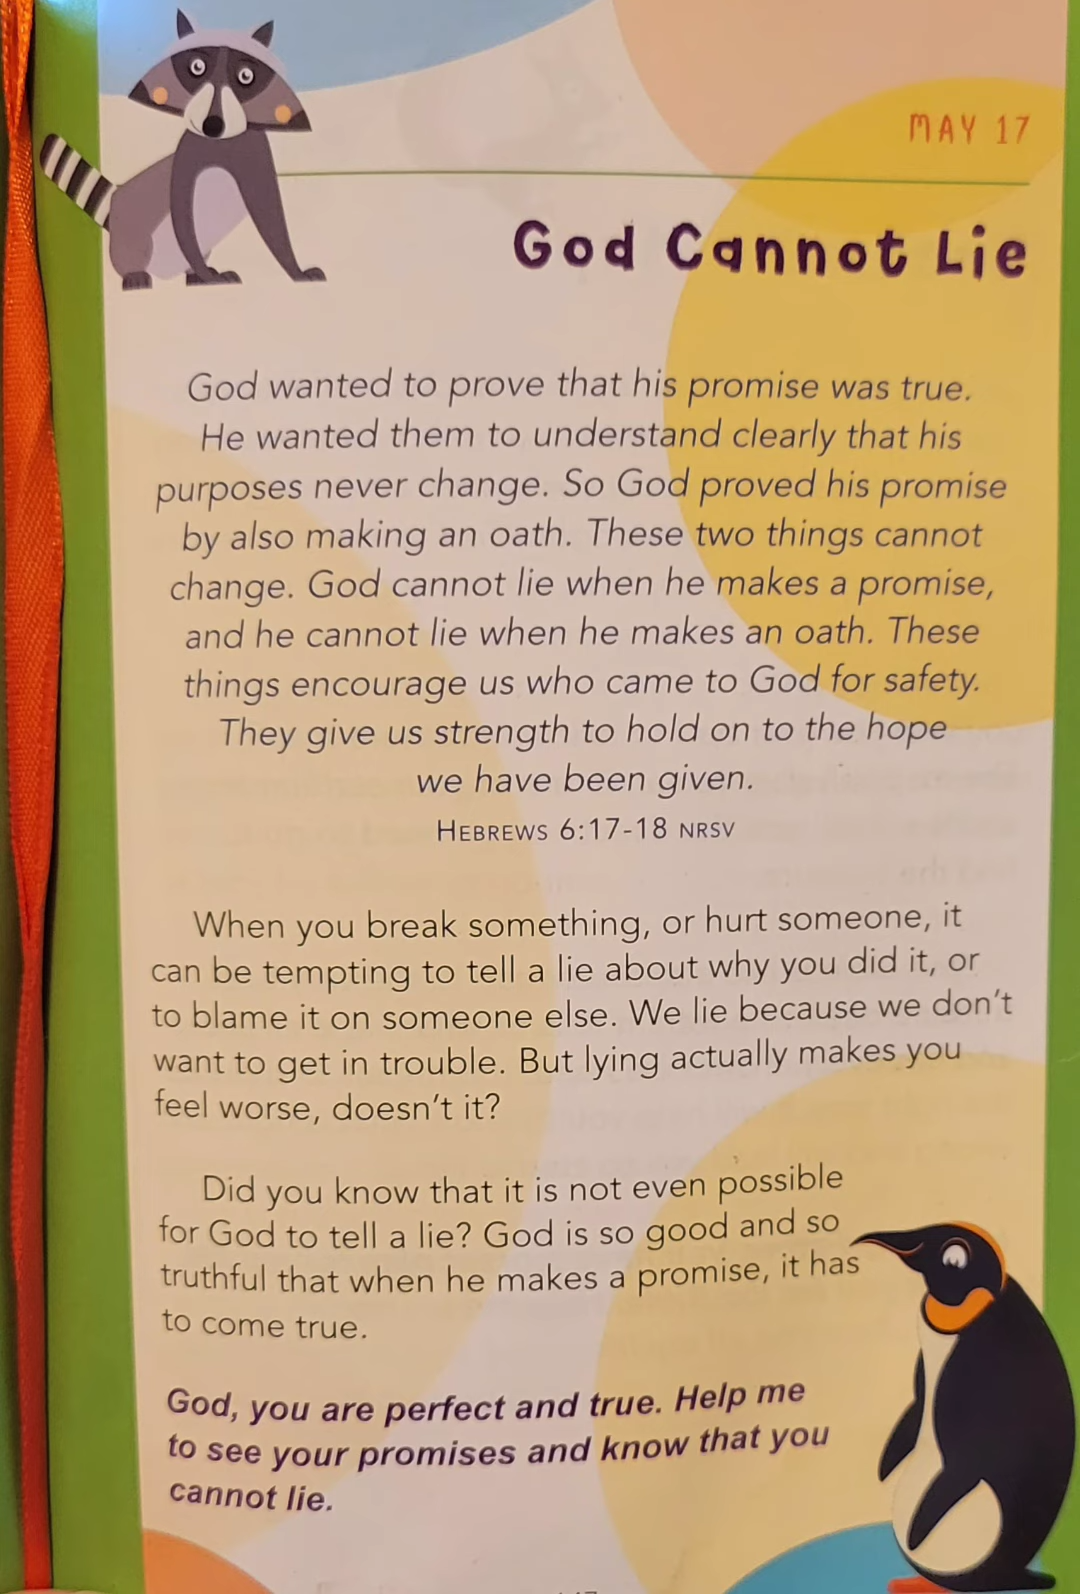 MAY 17
God Cannot Lie
God wanted to prove that his promise was true.
He wanted them to understand clearly that his
purposes never change. So God proved his promise
by also making an oath. These two things cannot
change. God cannot lie when he makes a promise,
and he cannot lie when he makes an oath. These
things encourage us who came to God for safety.
They give us strength to hold on to the hope
we have been given.
HEBREWS 6:17-18 NRSV
When you break something, or hurt someone, it
can be tempting to tell a lie about why you did it, or
to blame it on someone else. We lie because we don't
want to get in trouble. But lying actually makes you
feel worse, doesn't it?
Did you know that it is not even possible
for God to tell a lie? God is so good and so
truthful that when he makes a promise, it has
to come true.
God, you are perfect and true. Help me
to see your promises and know that you
cannot lie.